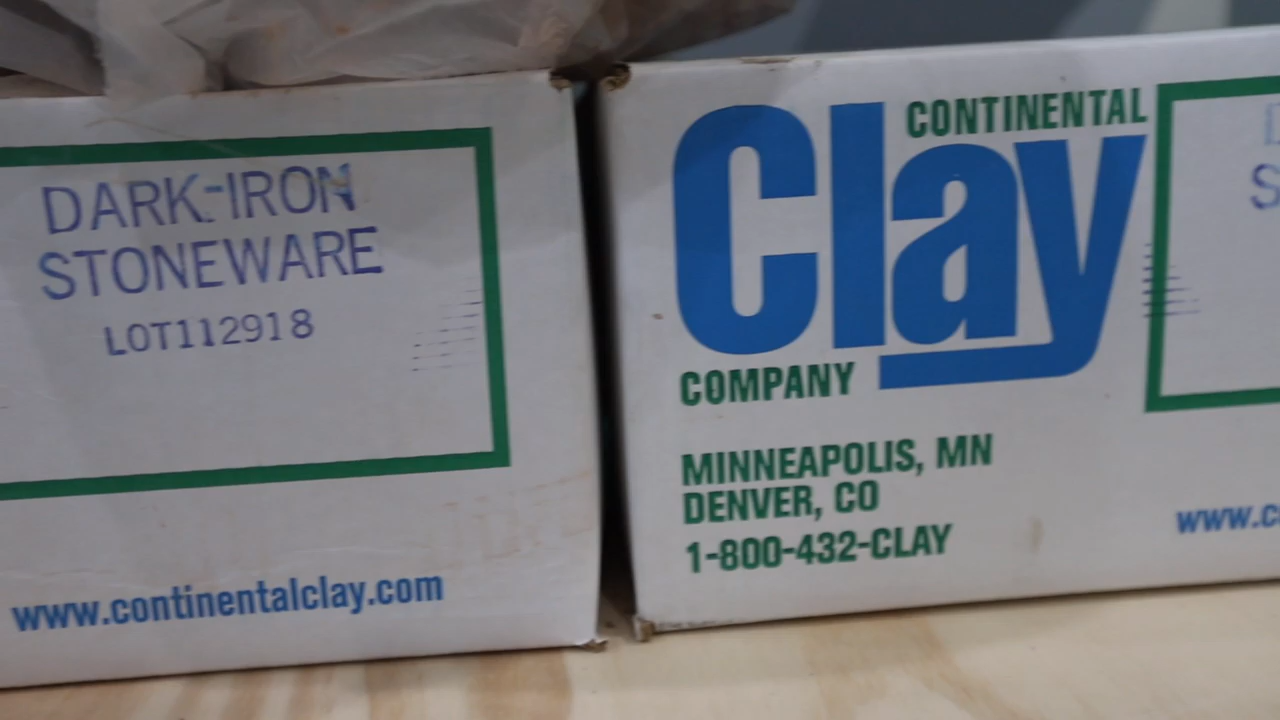 DARK-IRON
STONEWARE
LOT112918
www.continentalclay.com
CONTINENTAL
Clay
COMPANY
MINNEAPOLIS, MN
DENVER, CO
1-800-432-CLAY